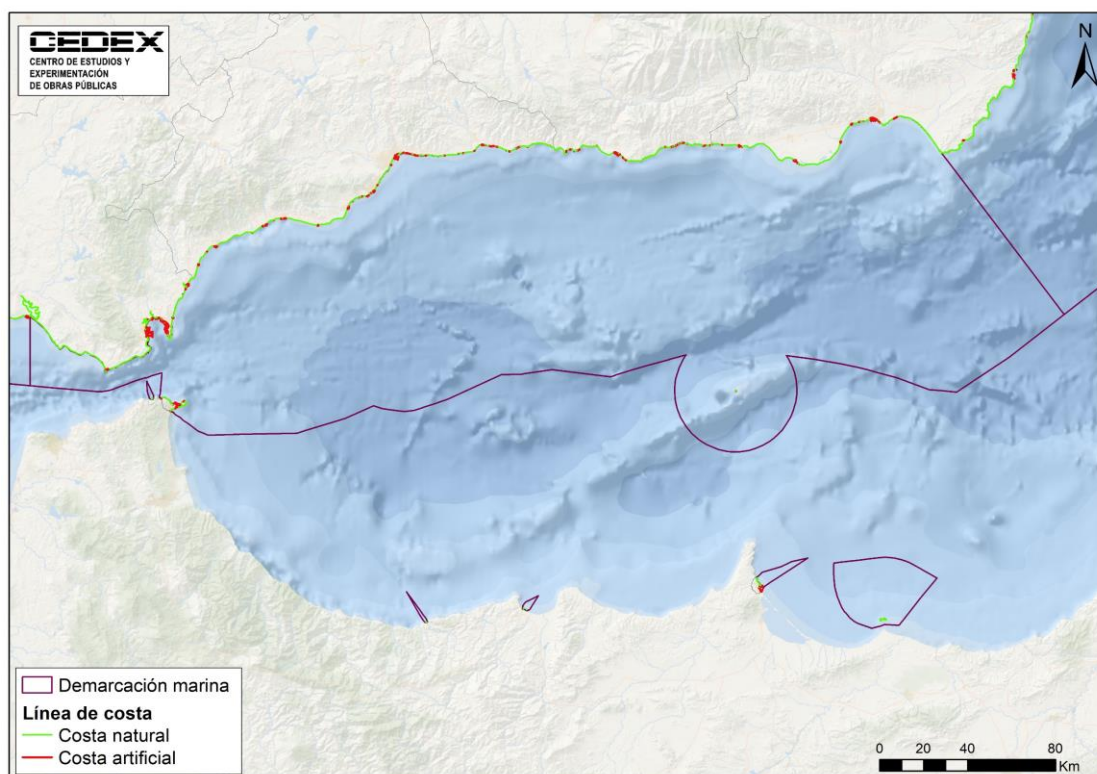 CEDEX
CENTRO DE ESTUDIOS Y
EXPERIMENTACIÓN
DE OBRAS PÚBLICAS
N
Demarcación marina
Línea de costa
Costa natural
Costa artificial
0 20 40 80
Km